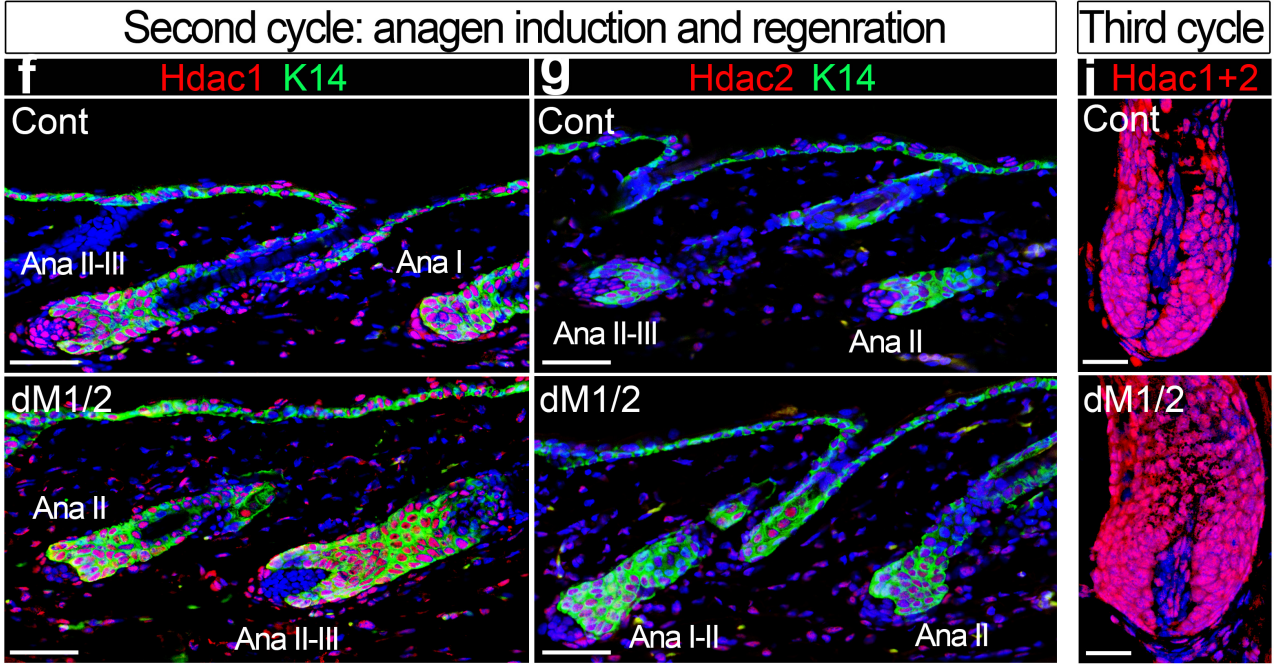 Second cycle: anagen induction and regenration
Third cycle
f
Hdac1 K14
g
Hdac2 K14
i
Hdac1+2
Cont
Cont
Cont
Ana II-III
Ana I
Ana II-III
Ana II
dM1/2
dM1/2
dM1/2
Ana II
Ana II-III
Ana I-II
Ana II